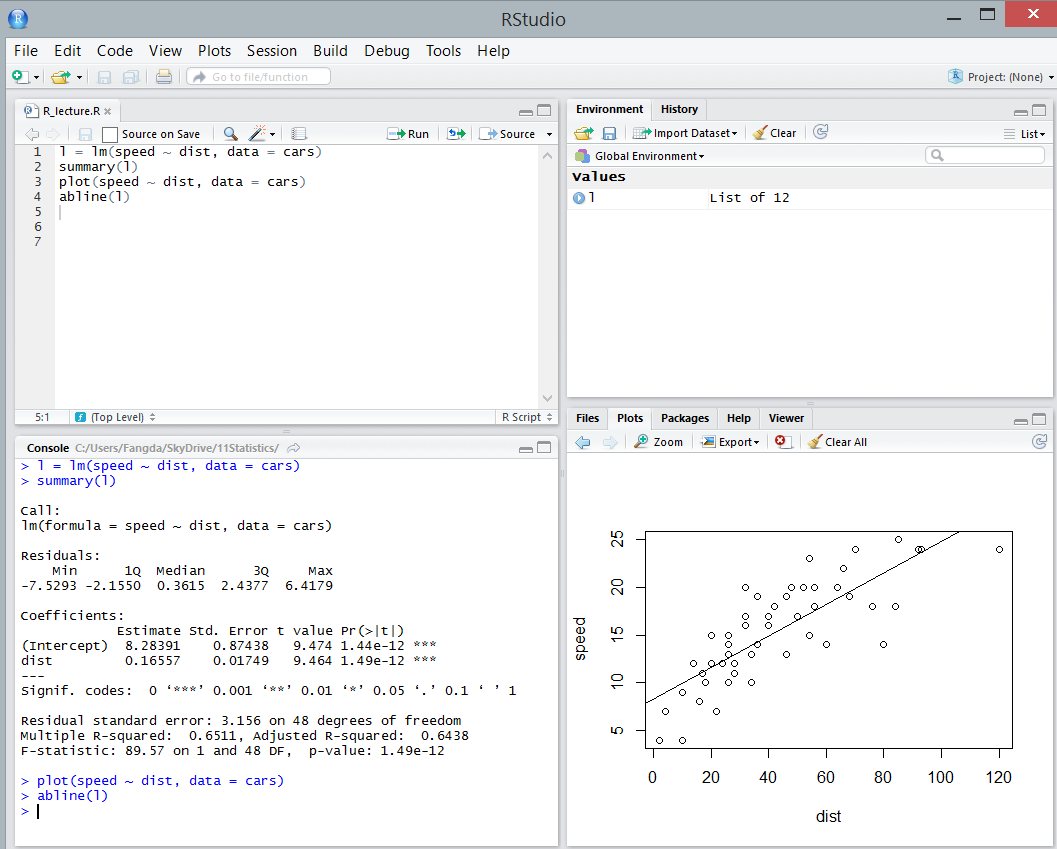 RStudio
File Edit Code View Plots Session Build Debug Tools Help
Go to file/function
Project: (None)
R_lecture.R
Source on Save
Run
Source
1 l = lm(speed ~ dist, data = cars)
2 summary(l)
3 plot(speed ~ dist, data = cars)
4 abline(l)
5
6
7
5:1 (Top Level) R Script
Console C:/Users/Fangda/SkyDrive/11Statistics/
> l = lm(speed ~ dist, data = cars)
> summary(l)
Call:
lm(formula = speed ~ dist, data = cars)
Residuals:
Min 1Q Median 3Q Max
-7.5293 -2.1550 0.3615 2.4377 6.4179
Coefficients:
Estimate Std. Error t value Pr(>|t|)
(Intercept) 8.28391 0.87438 9.474 1.44e-12 ***
dist 0.16557 0.01749 9.464 1.49e-12 ***
---
Signif. codes: 0 ‘***’ 0.001 ‘**’ 0.01 ‘*’ 0.05 ‘.’ 0.1 ‘ ’ 1
Residual standard error: 3.156 on 48 degrees of freedom
Multiple R-squared: 0.6511, Adjusted R-squared: 0.6438
F-statistic: 89.57 on 1 and 48 DF, p-value: 1.49e-12
> plot(speed ~ dist, data = cars)
> abline(l)
>
Environment History
Import Dataset Clear List
Global Environment
Values
l List of 12
Files Plots Packages Help Viewer
Zoom Export Clear All
speed
25
20
15
10
5
0 20 40 60 80 100 120
dist